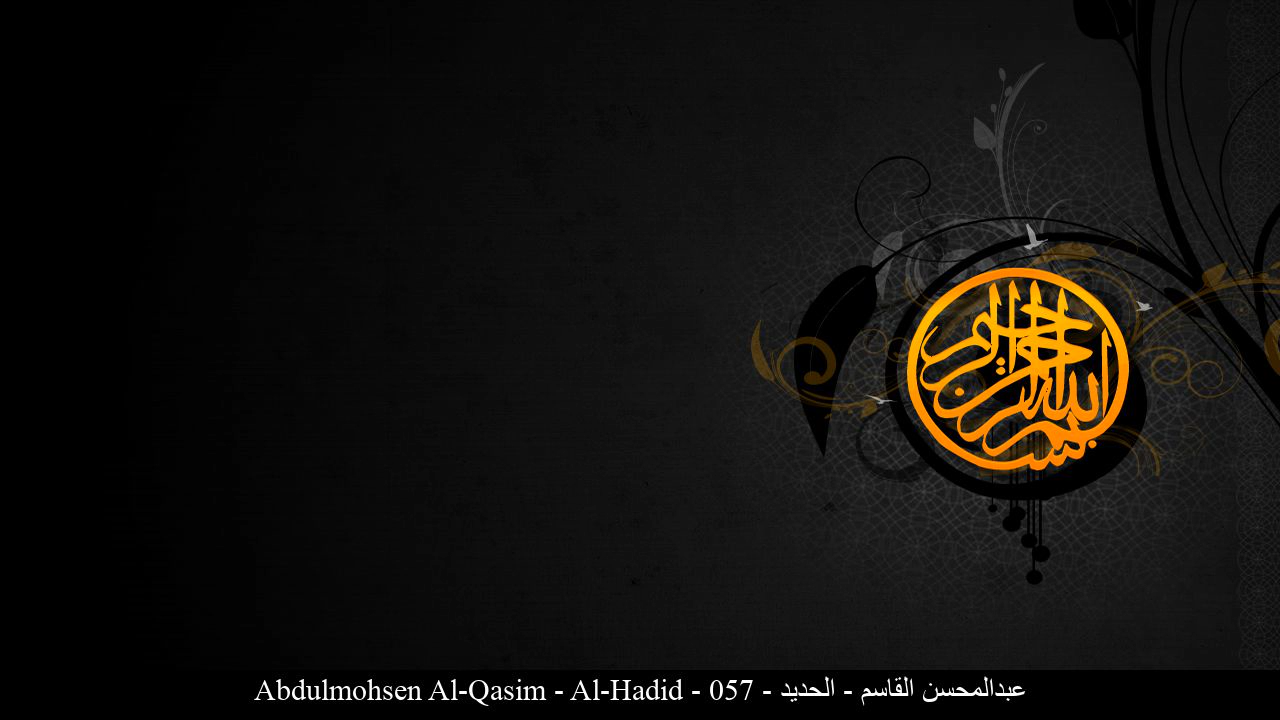 بسم الله الرحمن الرحيم
Abdulmohsen Al-Qasim - Al-Hadid - 057 - عبدالمحسن القاسم - الحديد